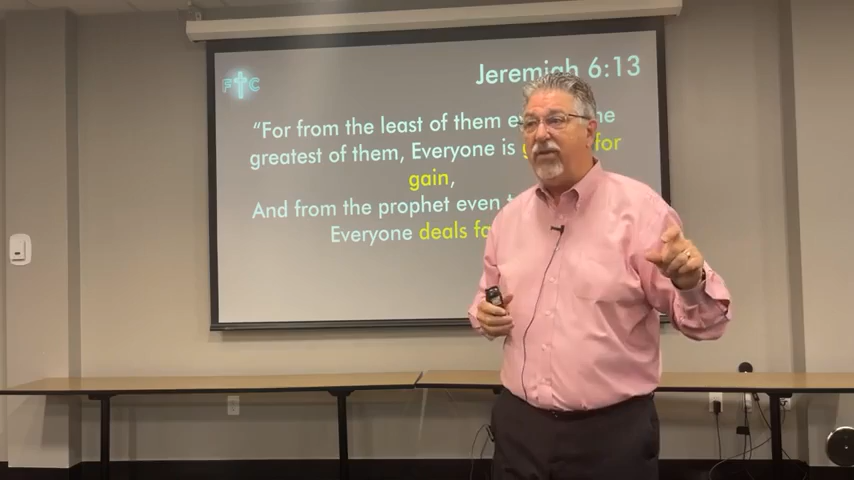 FTC
Jeremiah 6:13
“For from the least of them
greatest of them, Everyone is for
gain,
And from the prophet even
Everyone deals